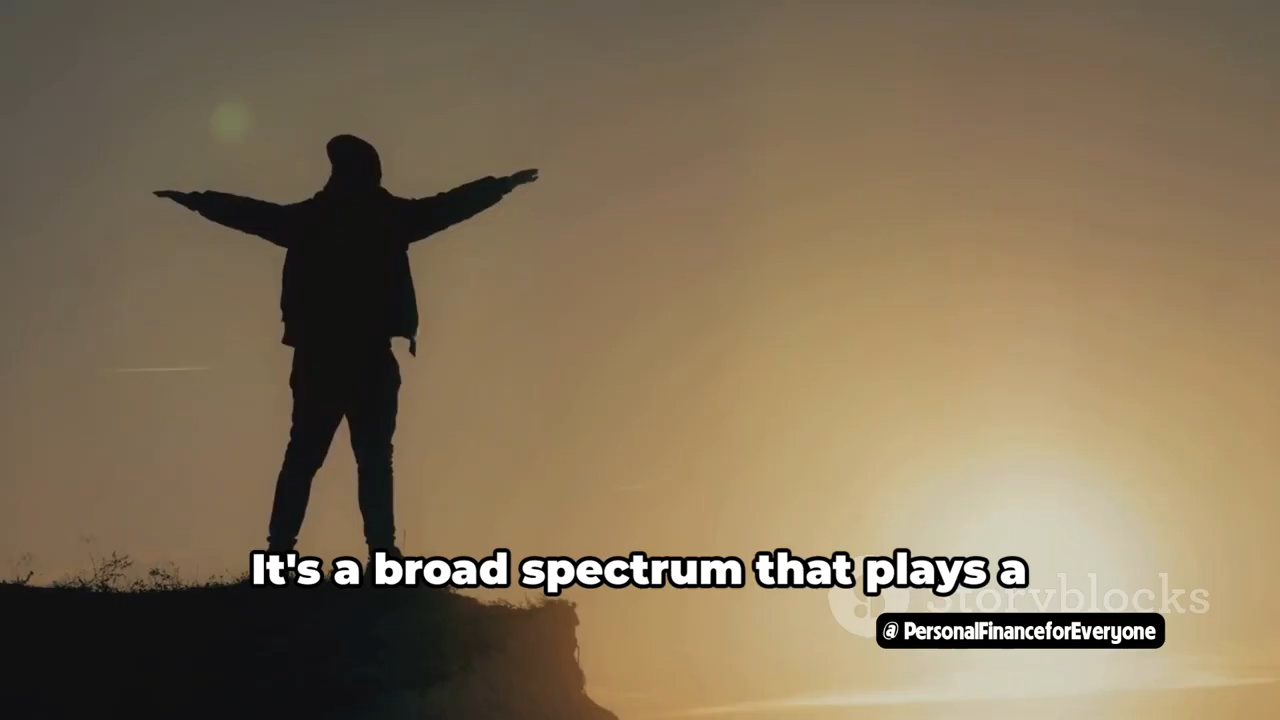 It's a broad spectrum that plays a
Storyblocks
@ PersonalFinanceforEveryone